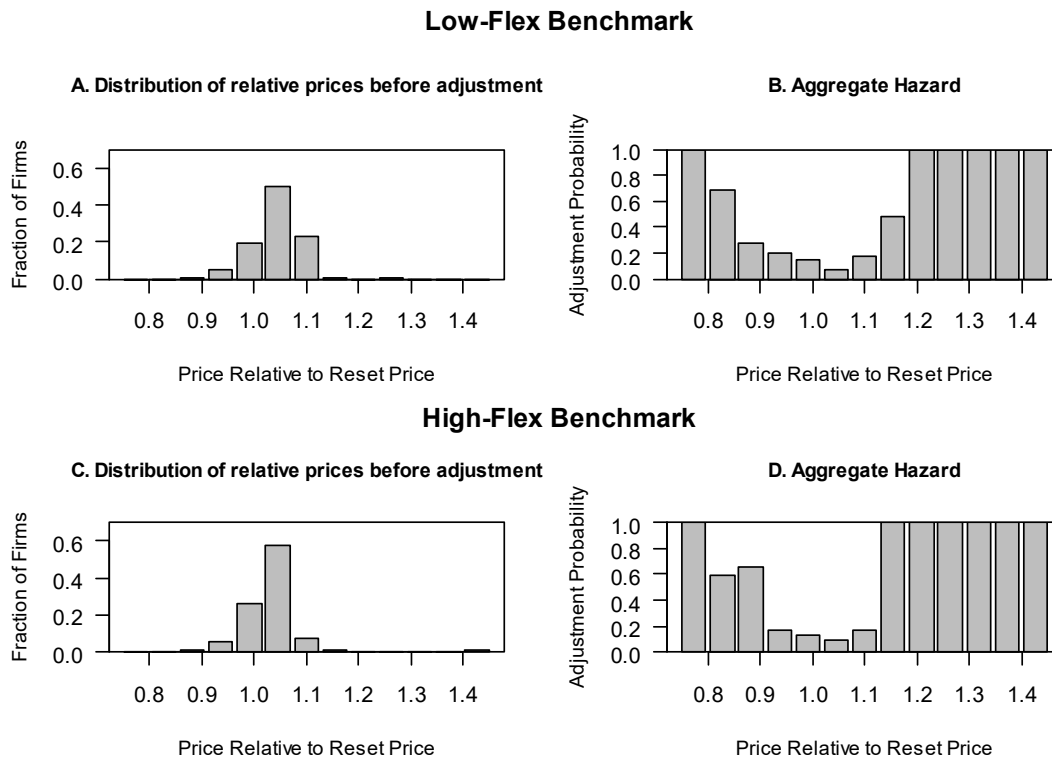 Low-Flex Benchmark
A. Distribution of relative prices before adjustment
Fraction of Firms
0.6
0.4
0.2
0.0
0.8 0.9 1.0 1.1 1.2 1.3 1.4
Price Relative to Reset Price
B. Aggregate Hazard
Adjustment Probability
1.0
0.8
0.6
0.4
0.2
0.0
0.8 0.9 1.0 1.1 1.2 1.3 1.4
Price Relative to Reset Price
High-Flex Benchmark
C. Distribution of relative prices before adjustment
Fraction of Firms
0.6
0.4
0.2
0.0
0.8 0.9 1.0 1.1 1.2 1.3 1.4
Price Relative to Reset Price
D. Aggregate Hazard
Adjustment Probability
1.0
0.8
0.6
0.4
0.2
0.0
0.8 0.9 1.0 1.1 1.2 1.3 1.4
Price Relative to Reset Price